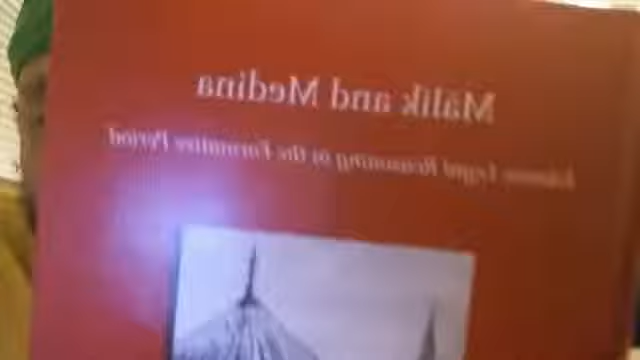 Mālik and Medina
Islamic Legal Reasoning in the Formative Period